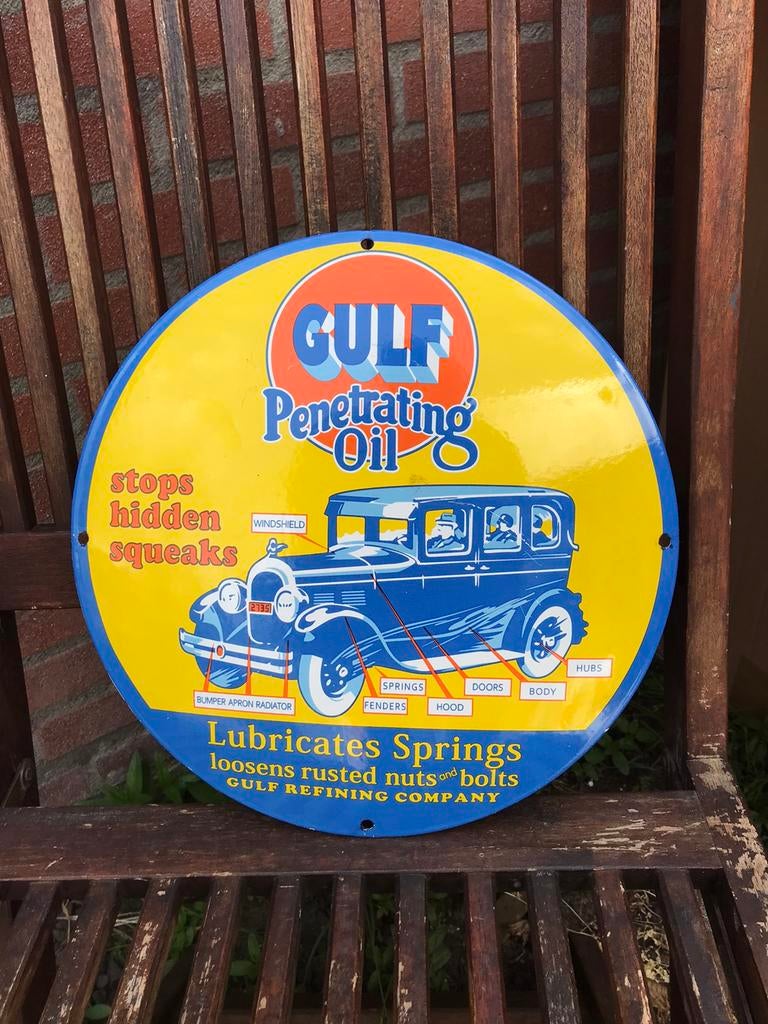 GULF
Penetrating
Oil
stops
hidden
squeaks
WINDSHIELD
2735
HUBS
SPRINGS
DOORS
BODY
BUMPER APRON RADIATOR
FENDERS
HOOD
Lubricates Springs
loosens rusted nuts and bolts
GULF REFINING COMPANY